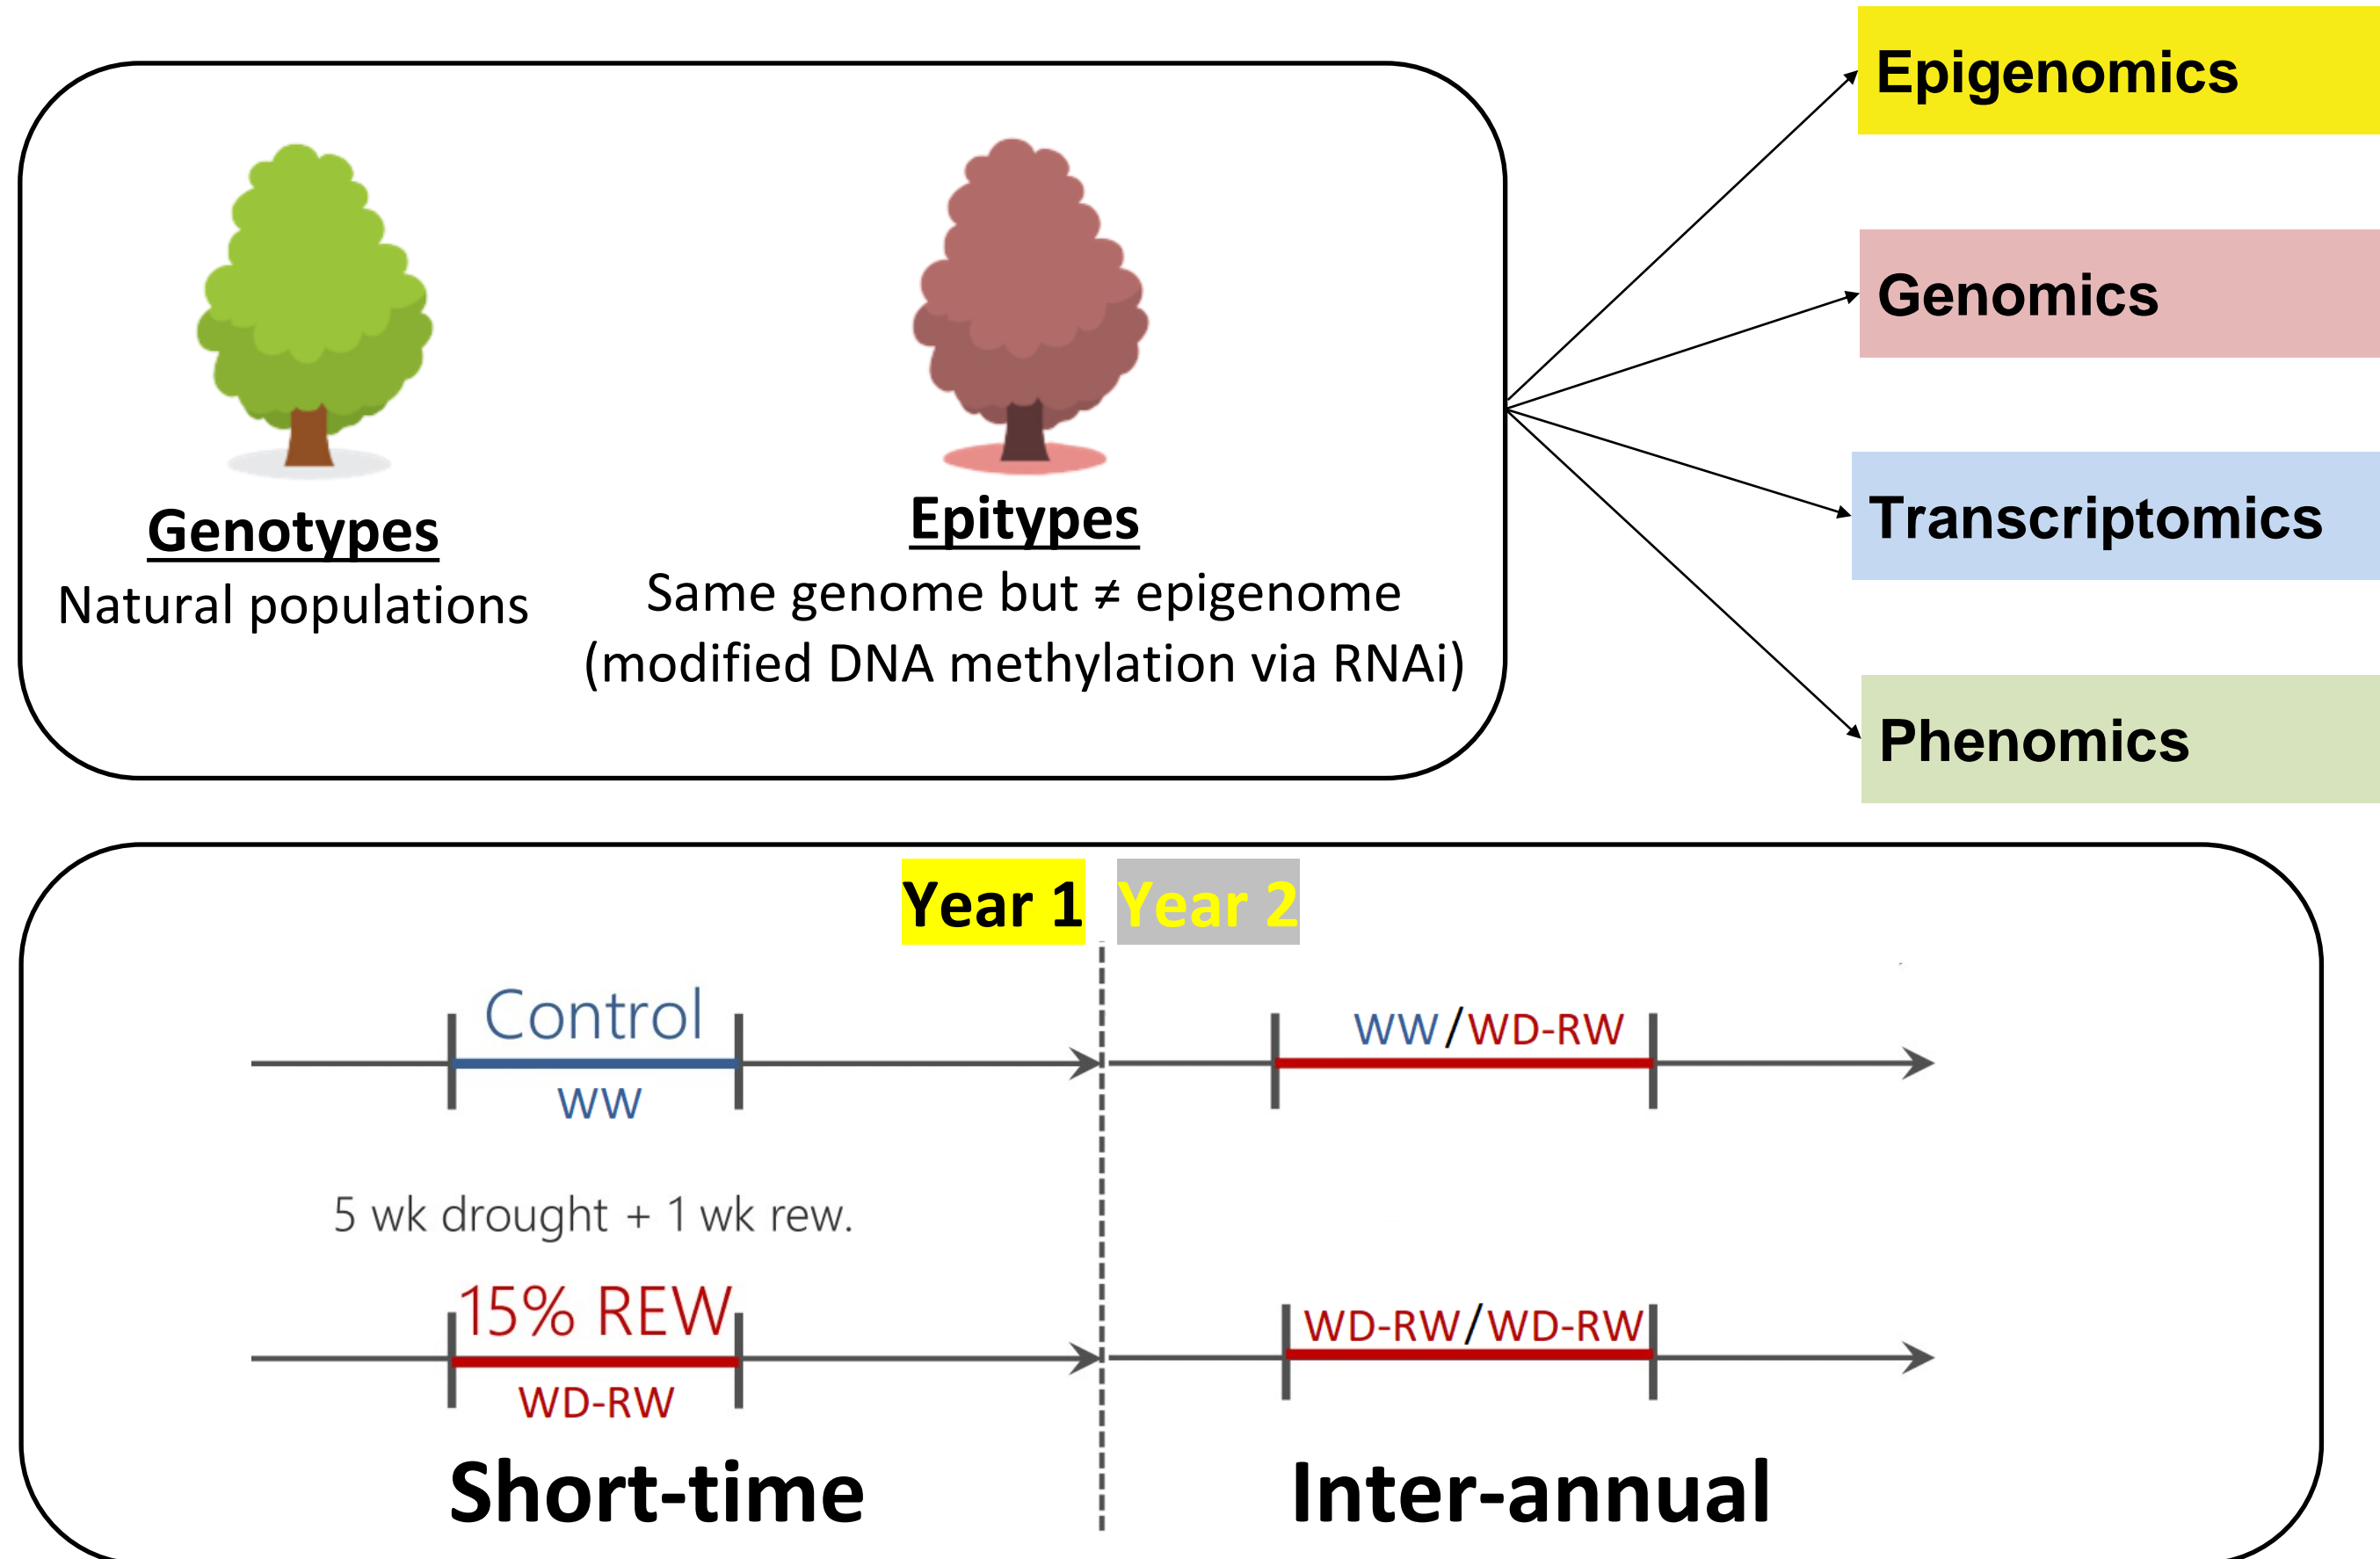 Epigenomics
Genomics
Transcriptomics
Phenomics
Genotypes
Natural populations
Epitypes
Same genome but ≠ epigenome
(modified DNA methylation via RNAi)
Year 1 Year 2
Control
WW
WW/WD-RW
5 wk drought + 1 wk rew.
15% REW
WD-RW
WD-RW/WD-RW
Short-time
Inter-annual